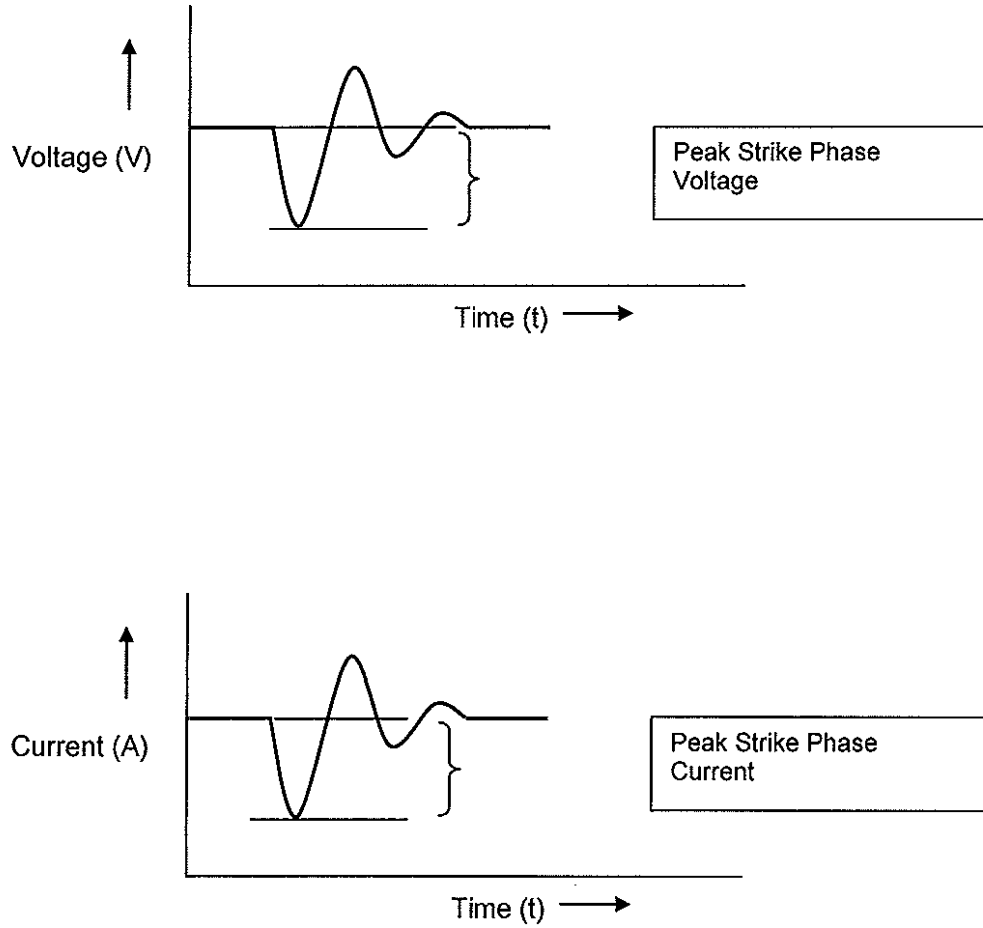 Voltage (V)
Peak Strike Phase
Voltage
Time (t)
Current (A)
Peak Strike Phase
Current
Time (t)